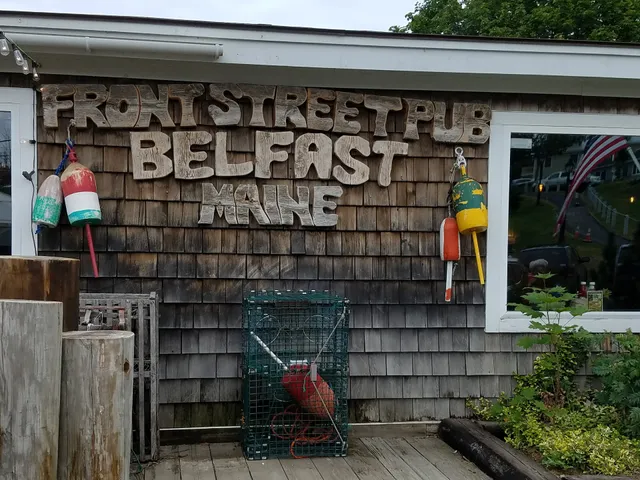 FRONT STREET PUB
BELFAST
MAINE